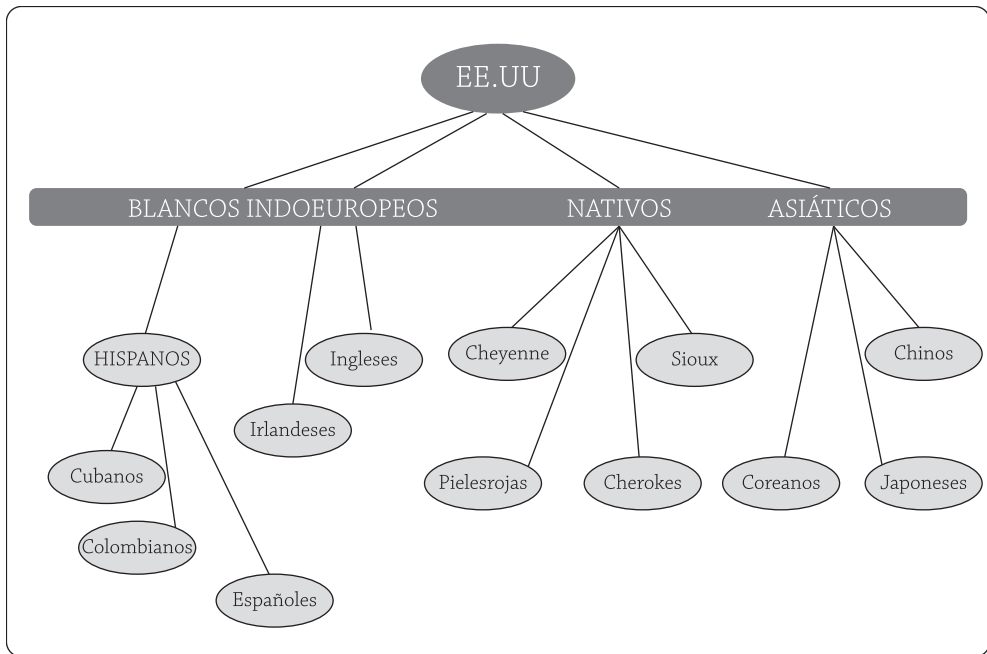 EE.UU
BLANCOS INDOEUROPEOS
NATIVOS
ASIÁTICOS
HISPANOS
Ingleses
Cheyenne
Sioux
Chinos
Irlandeses
Cubanos
Pielesrojas
Cherokes
Coreanos
Japoneses
Colombianos
Españoles